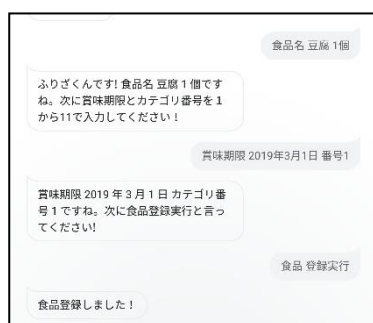 食品名 豆腐 1個
ふりざくんです! 食品名 豆腐 1 個です
ね。次に賞味期限とカテゴリ番号を 1
から11で入力してください！
賞味期限 2019年3月1日 番号1
賞味期限 2019 年 3 月 1 日 カテゴリ番
号 1 ですね。次に食品登録実行と言っ
てください!
食品 登録実行
食品登録しました！